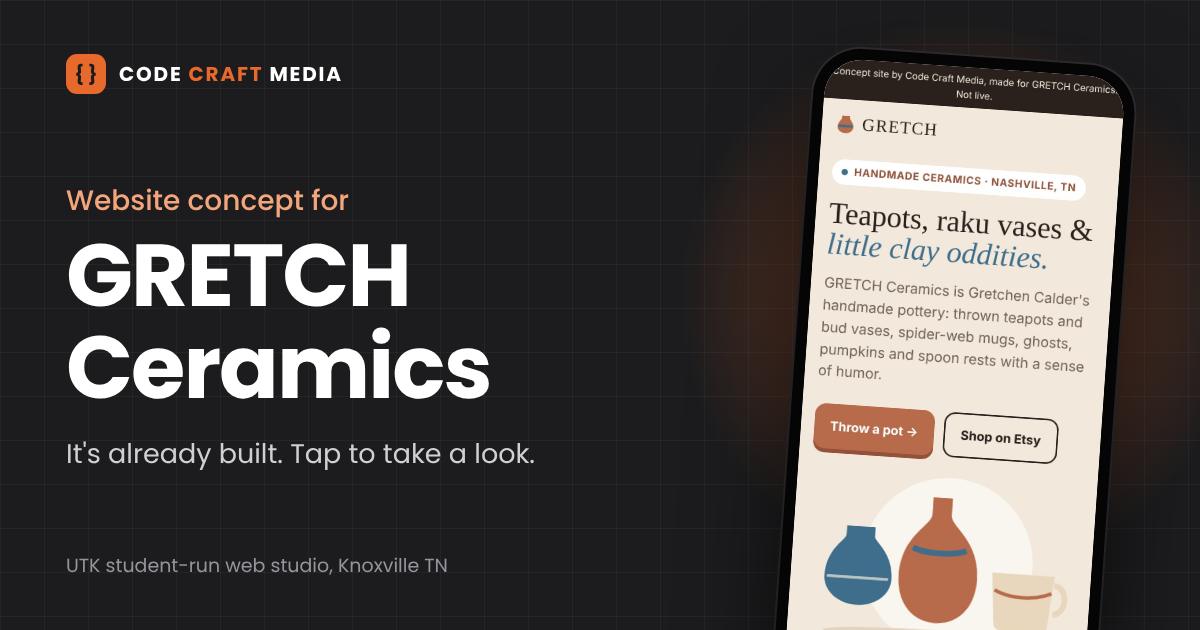 { } CODE CRAFT MEDIA
Website concept for
GRETCH
Ceramics
It's already built. Tap to take a look.
UTK student-run web studio, Knoxville TN
Concept site by Code Craft Media, made for GRETCH Ceramics.
Not live.
GRETCH
HANDMADE CERAMICS · NASHVILLE, TN
Teapots, raku vases &
little clay oddities.
GRETCH Ceramics is Gretchen Calder's
handmade pottery: thrown teapots and
bud vases, spider-web mugs, ghosts,
pumpkins and spoon rests with a sense
of humor.
Throw a pot →
Shop on Etsy